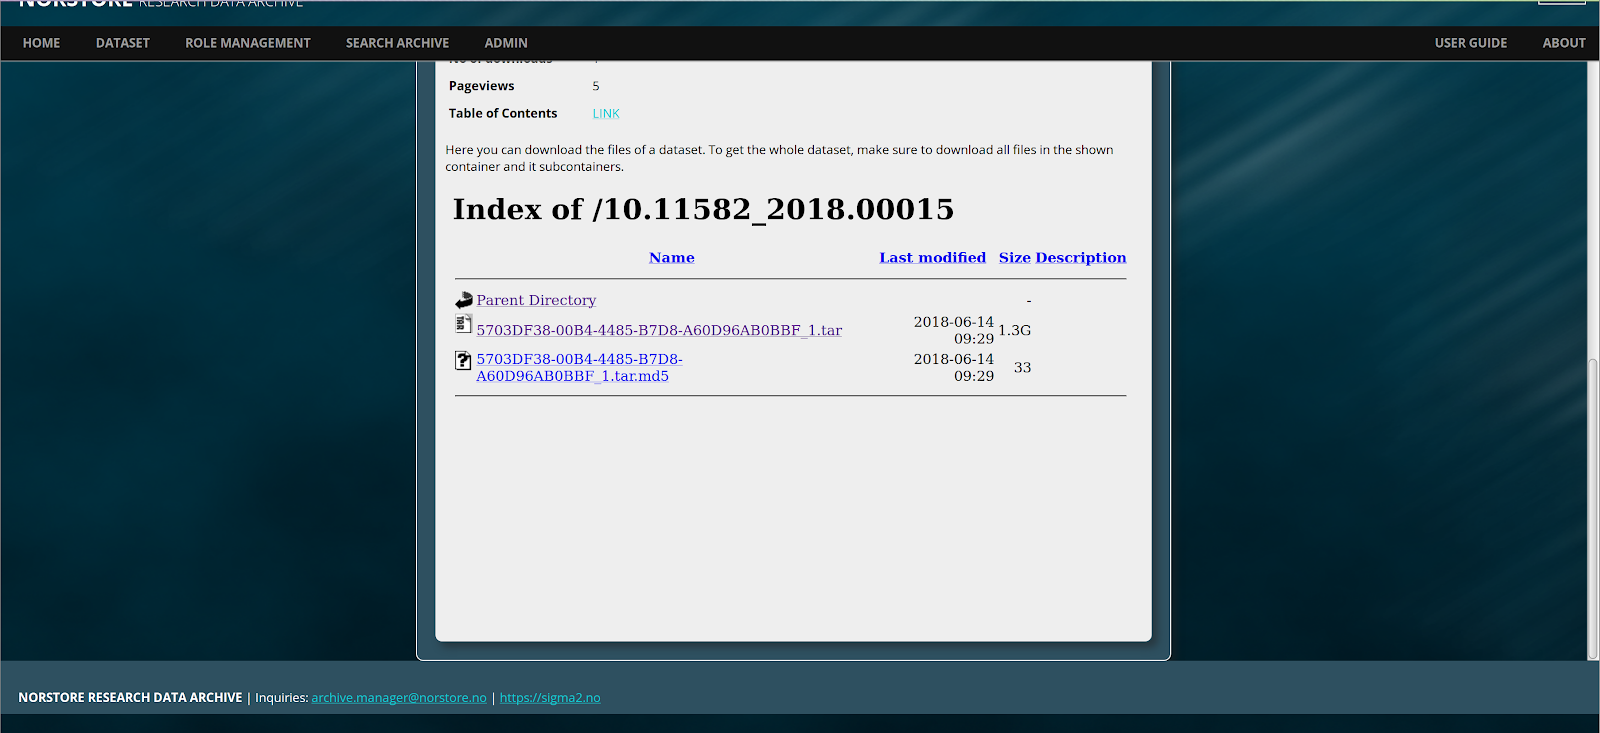 NORSTORE RESEARCH DATA ARCHIVE
HOME DATASET ROLE MANAGEMENT SEARCH ARCHIVE ADMIN USER GUIDE ABOUT
No of downloads
Pageviews 5
Table of Contents LINK
Here you can download the files of a dataset. To get the whole dataset, make sure to download all files in the shown
container and it subcontainers.
Index of /10.11582_2018.00015
Name Last modified Size Description
Parent Directory -
5703DF38-00B4-4485-B7D8-A60D96AB0BBF_1.tar 2018-06-14 09:29 1.3G
5703DF38-00B4-4485-B7D8-
A60D96AB0BBF_1.tar.md5 2018-06-14 09:29 33
NORSTORE RESEARCH DATA ARCHIVE | Inquiries: archive.manager@norstore.no | https://sigma2.no